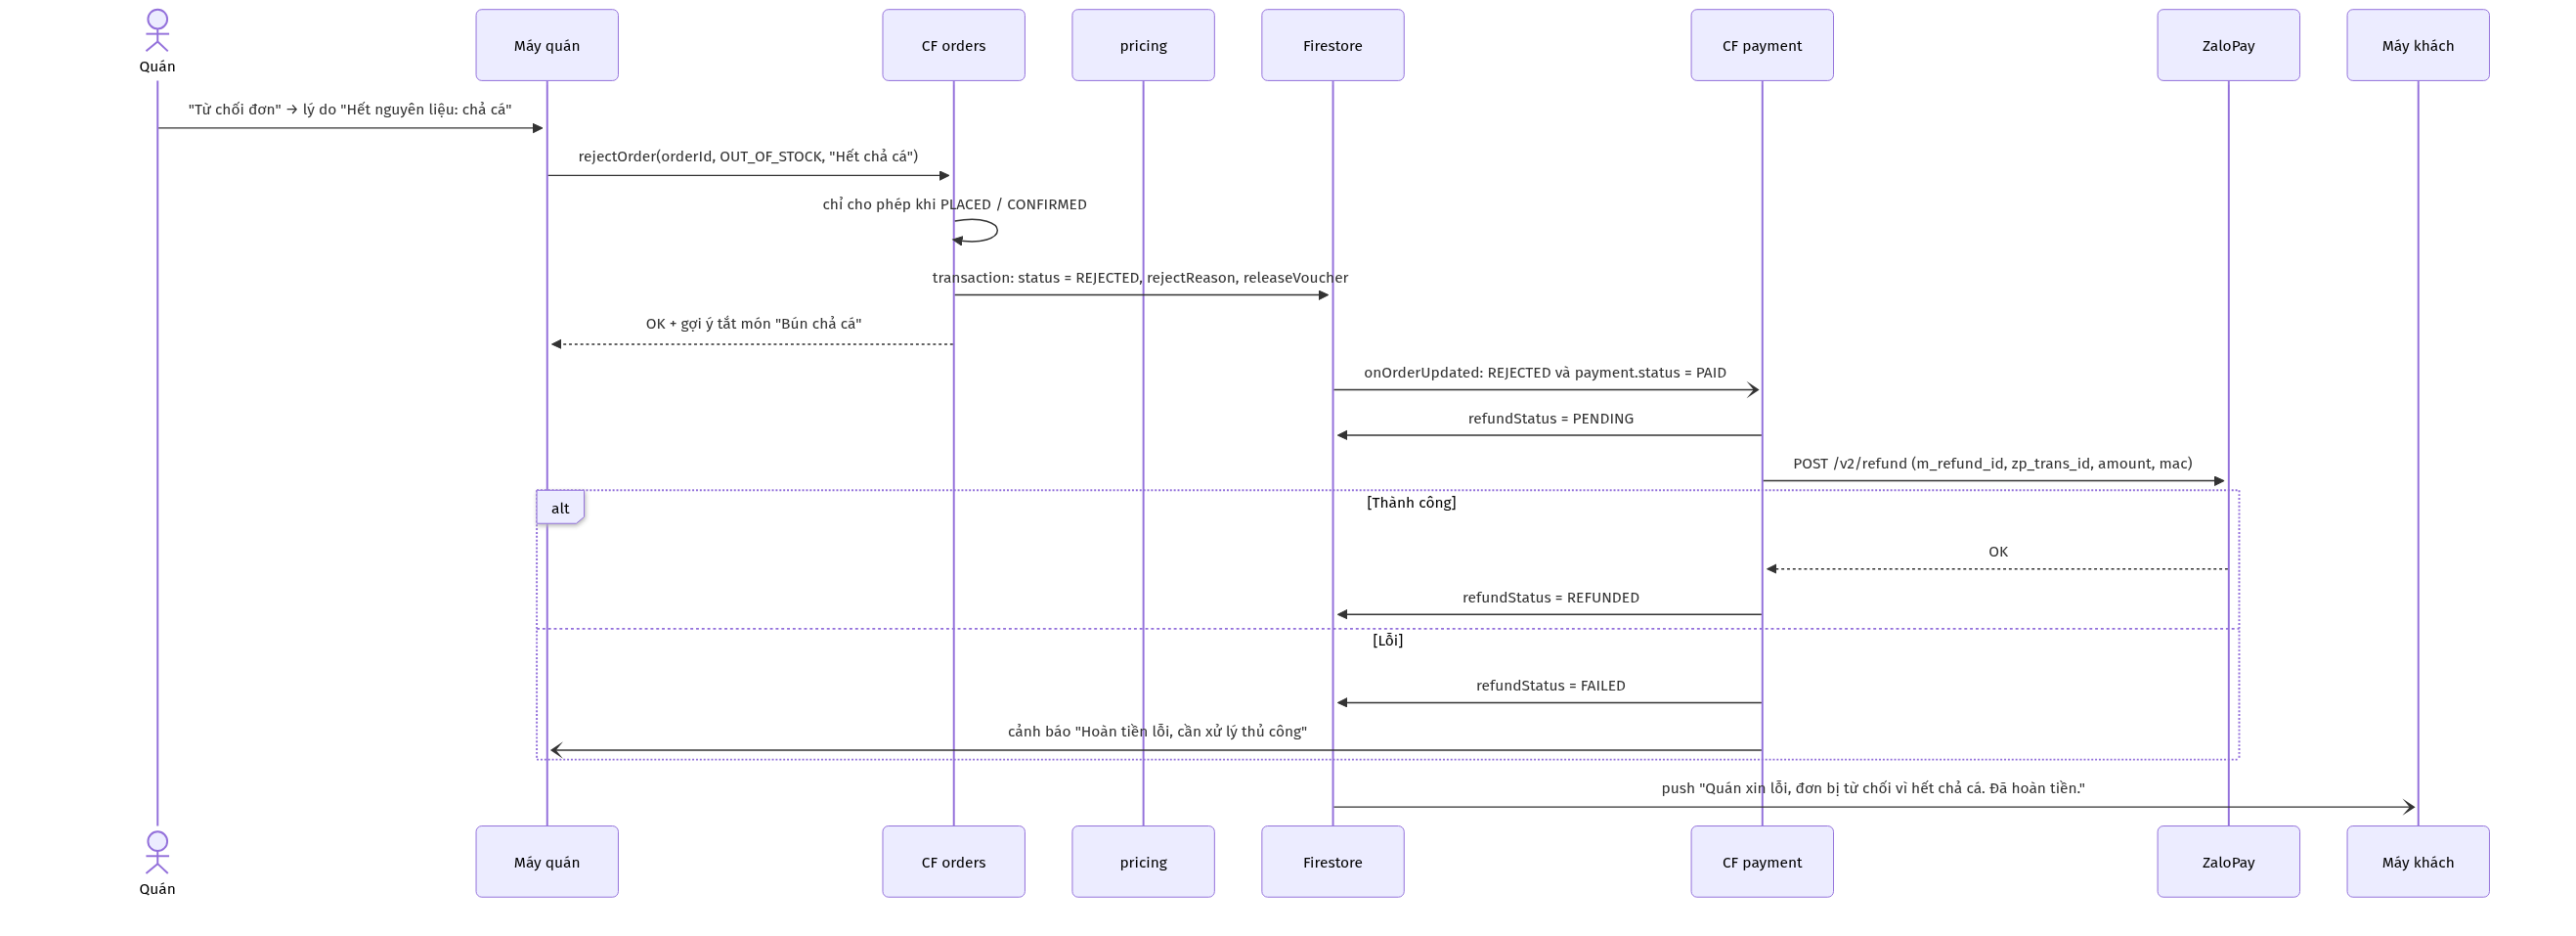 Quán
Máy quán
CF orders
pricing
Firestore
CF payment
ZaloPay
Máy khách
"Từ chối đơn" → lý do "Hết nguyên liệu: chả cá"
rejectOrder(orderId, OUT_OF_STOCK, "Hết chả cá")
chỉ cho phép khi PLACED / CONFIRMED
transaction: status = REJECTED, rejectReason, releaseVoucher
OK + gợi ý tắt món "Bún chả cá"
onOrderUpdated: REJECTED và payment.status = PAID
refundStatus = PENDING
POST /v2/refund (m_refund_id, zp_trans_id, amount, mac)
alt
[Thành công]
OK
refundStatus = REFUNDED
[Lỗi]
refundStatus = FAILED
cảnh báo "Hoàn tiền lỗi, cần xử lý thủ công"
push "Quán xin lỗi, đơn bị từ chối vì hết chả cá. Đã hoàn tiền."
Quán
Máy quán
CF orders
pricing
Firestore
CF payment
ZaloPay
Máy khách